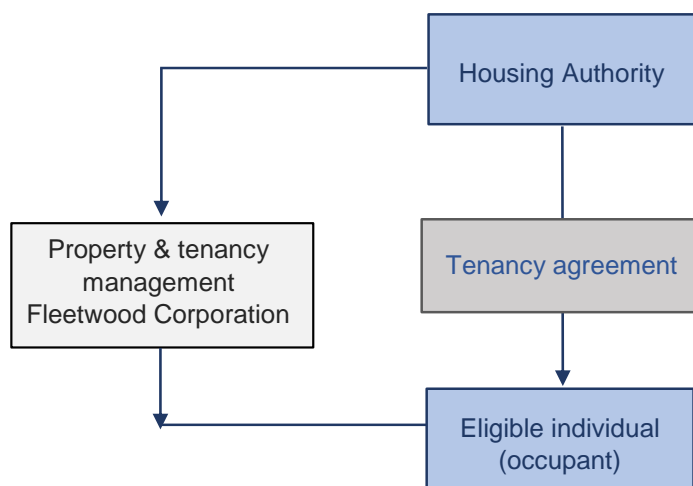 Housing Authority
Property & tenancy
management
Fleetwood Corporation
Tenancy agreement
Eligible individual
(occupant)